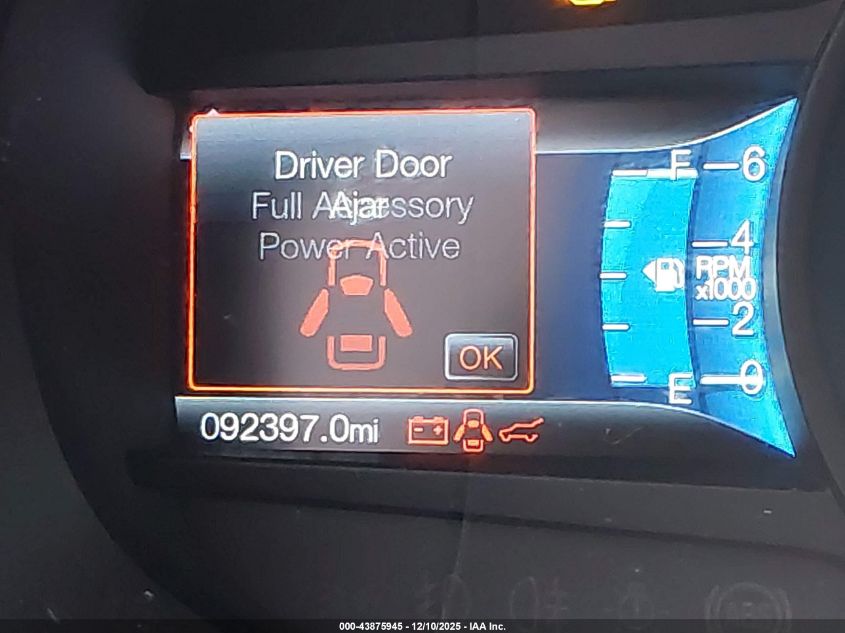 Driver Door
Ajar
Full Accessory
Power Active
OK
092397.0mi
F
E
6
4
RPM
x1000
2
0
000-43875945 - 12/10/2025 - IAA Inc.